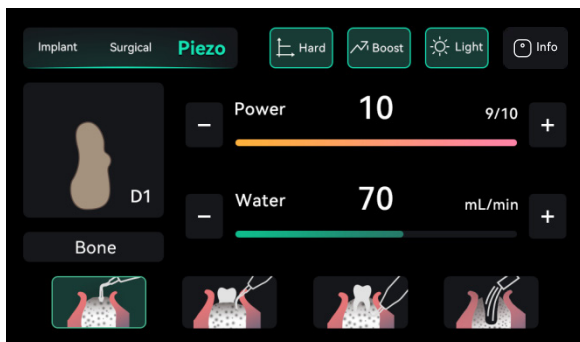 Implant Surgical Piezo Hard Boost Light Info
- Power 10 9/10 +
D1
- Water 70 mL/min +
Bone